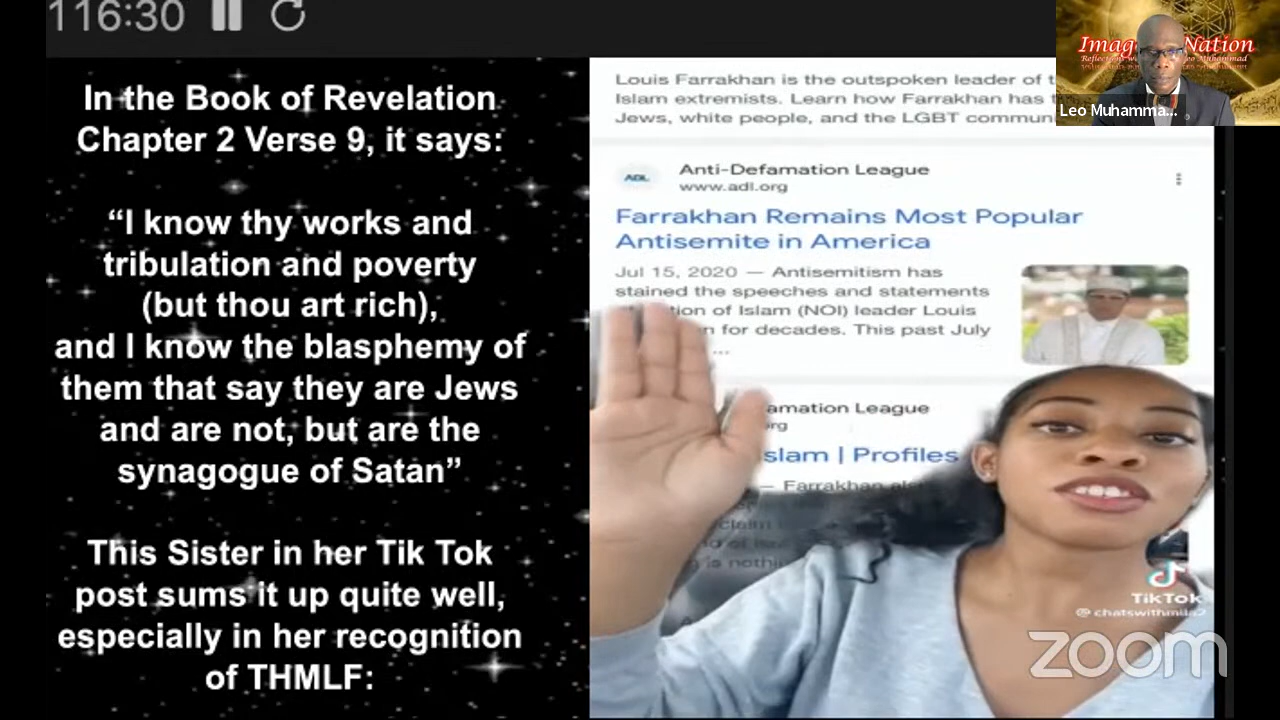 116:30
In the Book of Revelation
Chapter 2 Verse 9, it says:
“I know thy works and
tribulation and poverty
(but thou art rich),
and I know the blasphemy of
them that say they are Jews
and are not, but are the
synagogue of Satan”
This Sister in her Tik Tok
post sums it up quite well,
especially in her recognition
of THMLF:
Louis Farrakhan is the outspoken leader of
Islam extremists. Learn how Farrakhan has
Jews, white people, and the LGBT
ADL
Anti-Defamation League
www.adl.org
Farrakhan Remains Most Popular
Antisemite in America
Jul 15, 2020 — Antisemitism has
stained the speeches and statements
of Islam (NOI) leader Louis
for decades. This past July
...
League
| Profiles
— Farrakhan
TikTok
Nation
Leo Muhamma...
zoom